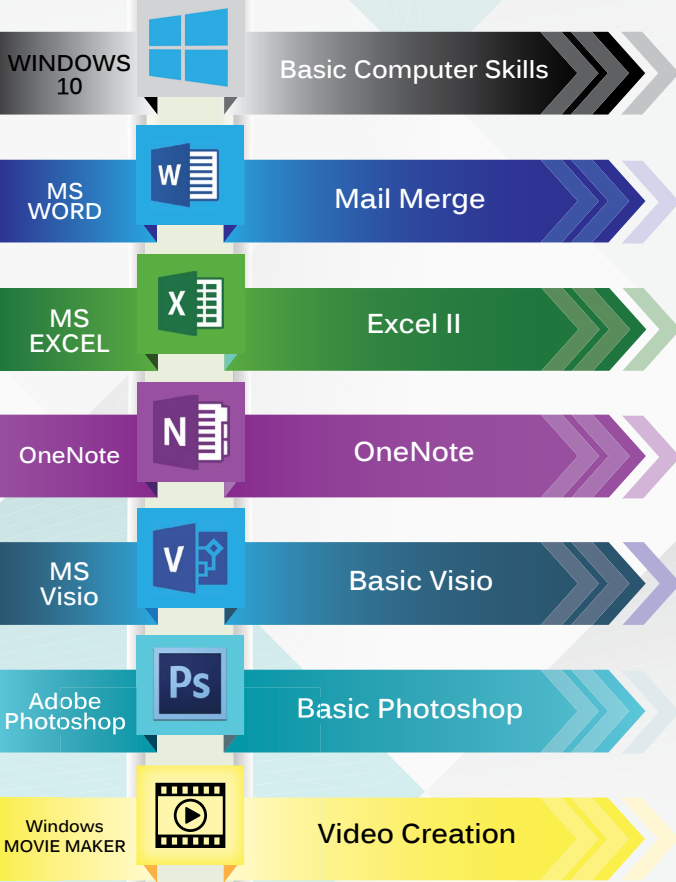 WINDOWS
10
Basic Computer Skills
MS
WORD
W
Mail Merge
MS
EXCEL
X
Excel II
OneNote
N
OneNote
MS
Visio
V
Basic Visio
Adobe
Photoshop
Ps
Basic Photoshop
Windows
MOVIE MAKER
Video Creation